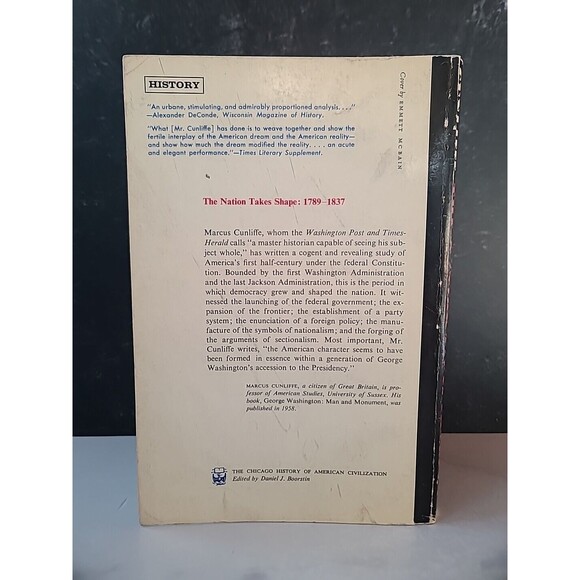 HISTORY
"An urbane, stimulating, and admirably proportioned analysis. . . ."
—Alexander DeConde, Wisconsin Magazine of History.
"What [Mr. Cunliffe] has done is to weave together and show the
fertile interplay of the American dream and the American reality—
and show how much the dream modified the reality. . . . an acute
and elegant performance."—Times Literary Supplement.
Cover by EMMETT MCBAIN
The Nation Takes Shape: 1789–1837
Marcus Cunliffe, whom the Washington Post and Times-
Herald calls "a master historian capable of seeing his sub-
ject whole," has written a cogent and revealing study of
America's first half-century under the federal Constitu-
tion. Bounded by the first Washington Administration
and the last Jackson Administration, this is the period in
which democracy grew and shaped the nation. It wit-
nessed the launching of the federal government; the ex-
pansion of the frontier; the establishment of a party
system; the enunciation of a foreign policy; the manu-
facture of the symbols of nationalism; and the forging of
the arguments of sectionalism. Most important, Mr.
Cunliffe writes, "the American character seems to have
been formed in essence within a generation of George
Washington's accession to the Presidency."
MARCUS CUNLIFFE, a citizen of Great Britain, is pro-
fessor of American Studies, University of Sussex. His
book, George Washington: Man and Monument, was
published in 1958.
THE CHICAGO HISTORY OF AMERICAN CIVILIZATION
Edited by Daniel J. Boorstin